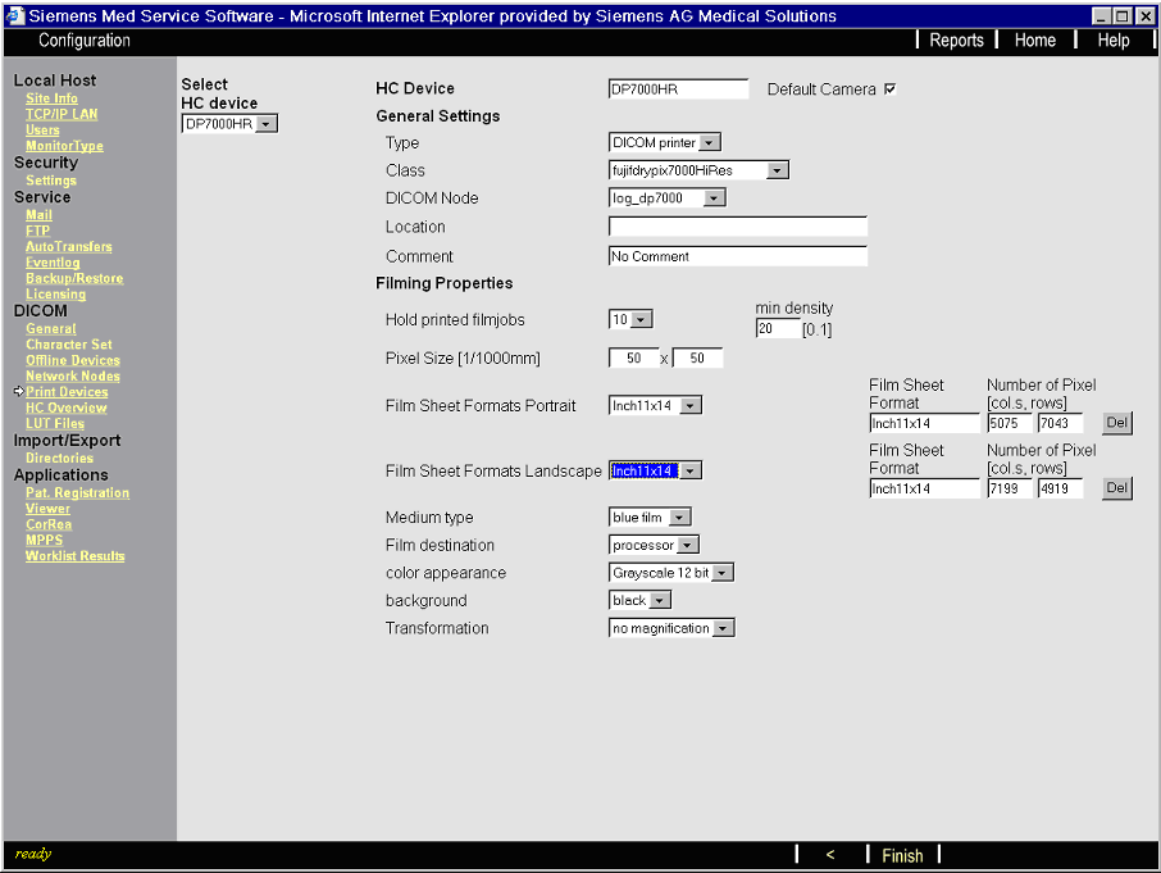 Siemens Med Service Software - Microsoft Internet Explorer provided by Siemens AG Medical Solutions
Configuration
Reports
Home
Help
Local Host
Site Info
TCP/IP LAN
Users
MonitorType
Security
Settings
Service
Mail
FTP
AutoTransfers
Eventlog
Backup/Restore
Licensing
DICOM
General
Character Set
Offline Devices
Network Nodes
Print Devices
HC Overview
LUT Files
Import/Export
Directories
Applications
Pat. Registration
Viewer
CorRea
MPPS
Worklist Results
Select
HC device
DP7000HR
HC Device DP7000HR Default Camera
General Settings
Type DICOM printer
Class fujifdrypix7000HiRes
DICOM Node log_dp7000
Location
Comment No Comment
Filming Properties
min density
Hold printed filmjobs 10 20 [0.1]
Pixel Size [1/1000mm] 50 x 50
Film Sheet Number of Pixel
Format [col.s, rows]
Film Sheet Formats Portrait Inch11x14 Inch11x14 5075 7043 Del
Film Sheet Number of Pixel
Format [col.s, rows]
Film Sheet Formats Landscape Inch11x14 Inch11x14 7199 4919 Del
Medium type blue film
Film destination processor
color appearance Grayscale 12 bit
background black
Transformation no magnification
ready
< Finish